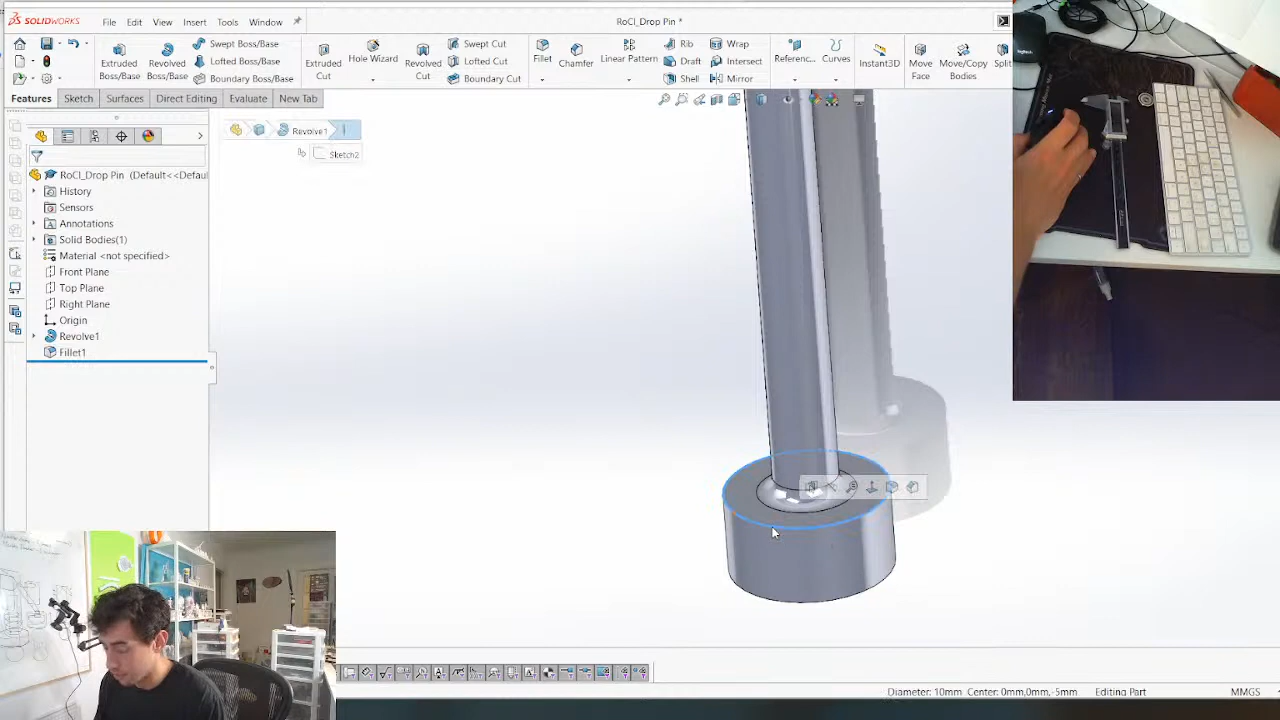 SOLIDWORKS File Edit View Insert Tools Window RoCI_Drop Pin *
Extruded Boss/Base Revolved Boss/Base Swept Boss/Base Lofted Boss/Base Boundary Boss/Base Extruded Cut Hole Wizard Revolved Cut Swept Cut Lofted Cut Boundary Cut Fillet Chamfer Linear Pattern Rib Draft Shell Wrap Intersect Mirror Referenc... Curves Instant3D Move Face Move/Copy Bodies Split
Features Sketch Surfaces Direct Editing Evaluate New Tab
Revolve1
Sketch2
RoCI_Drop Pin (Default<<Defaul
History
Sensors
Annotations
Solid Bodies(1)
Material <not specified>
Front Plane
Top Plane
Right Plane
Origin
Revolve1
Fillet1
Diameter: 10mm Center: 0mm,0mm,-5mm Editing Part MMGS